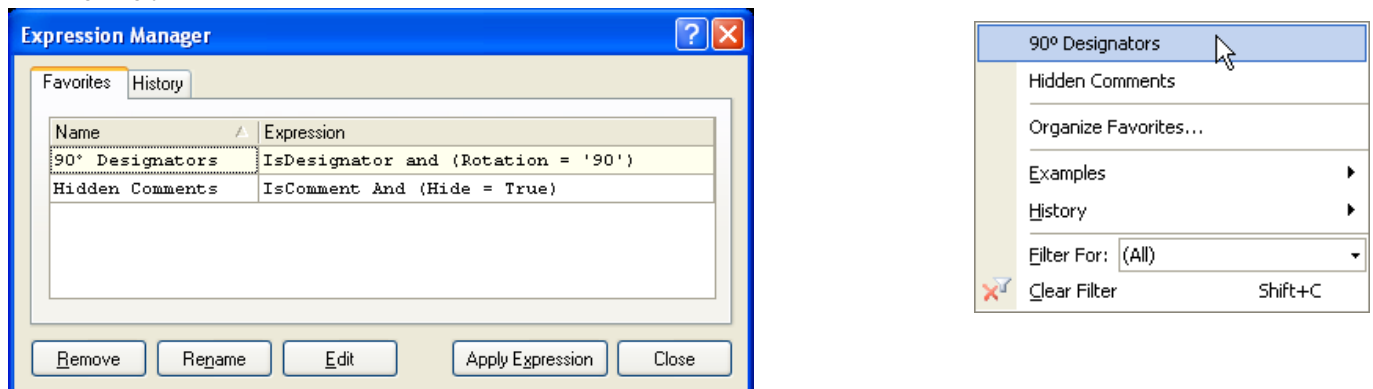 Expression Manager
Favorites History
Name Expression
90° Designators IsDesignator and (Rotation = '90')
Hidden Comments IsComment And (Hide = True)
Remove Rename Edit Apply Expression Close
90º Designators
Hidden Comments
Organize Favorites...
Examples
History
Filter For: (All)
Clear Filter Shift+C